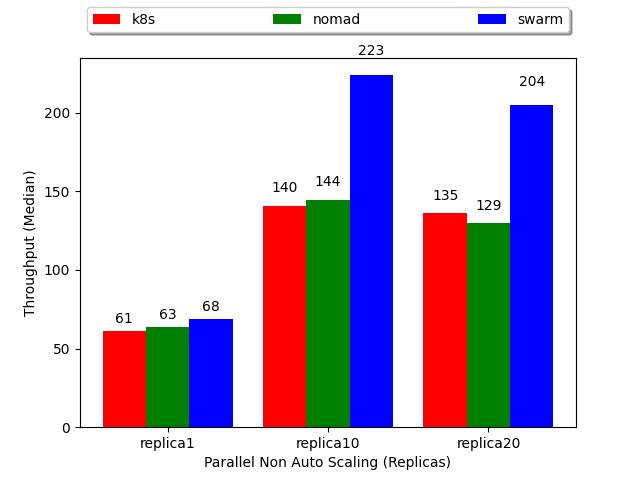 k8s nomad swarm
223
204
200
150
140 144
135 129
100
61 63 68
50
0
replica1 replica10 replica20
Throughput (Median)
Parallel Non Auto Scaling (Replicas)